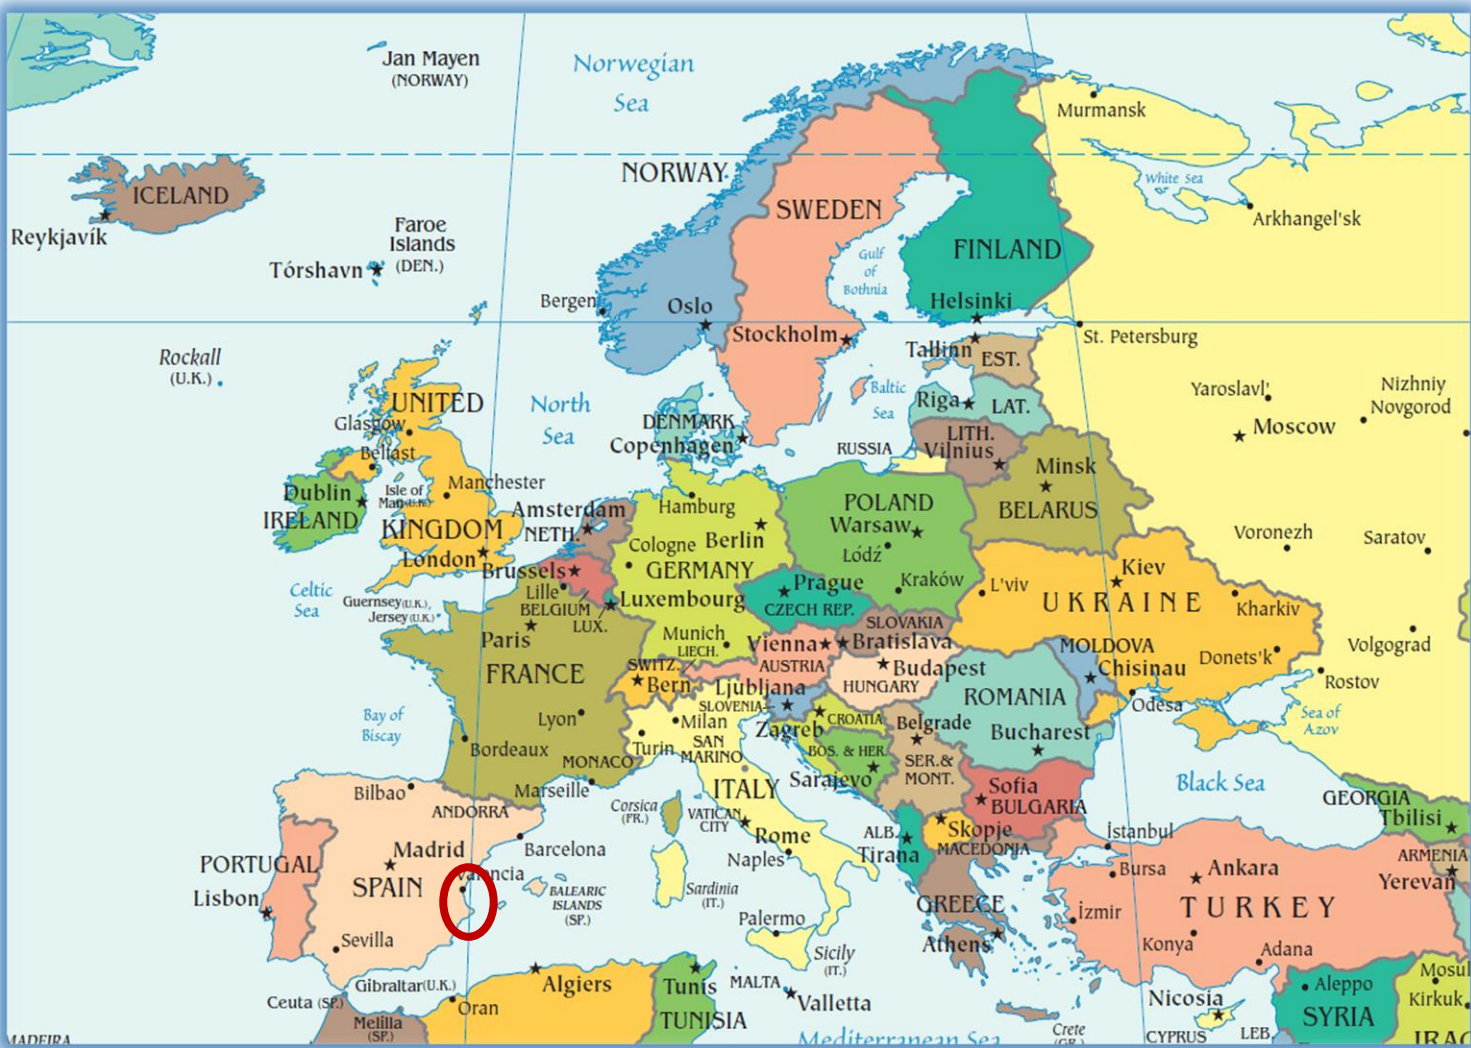 Jan Mayen
(NORWAY)
Norwegian
Sea
Murmansk
White Sea
Arkhangel'sk
ICELAND
Reykjavík
Faroe
Islands
(DEN.)
Tórshavn
NORWAY
SWEDEN
FINLAND
Gulf
of
Bothnia
Bergen
Oslo
Helsinki
Stockholm
St. Petersburg
Tallinn
EST.
Rockall
(U.K.)
Baltic
Sea
Riga
LAT.
Yaroslavl'
Nizhniy
Novgorod
Moscow
UNITED
KINGDOM
Glasgow
Belfast
North
Sea
DENMARK
Copenhagen
RUSSIA
LITH.
Vilnius
Minsk
BELARUS
Dublin
IRELAND
Isle of
Man (U.K.)
Manchester
London
Amsterdam
NETH.
Hamburg
Berlin
POLAND
Warsaw
Łódź
Kraków
Voronezh
Saratov
Celtic
Sea
Guernsey (U.K.)
Jersey (U.K.)
Brussels
Lille
BELGIUM
LUX.
Cologne
GERMANY
Luxembourg
Prague
CZECH REP.
L'viv
Kiev
UKRAINE
Kharkiv
Donets'k
Volgograd
Rostov
Paris
FRANCE
Munich
LIECH.
Vienna
AUSTRIA
SLOVAKIA
Bratislava
Budapest
HUNGARY
MOLDOVA
Chisinau
Odesa
Sea of
Azov
SWITZ.
Bern
Ljubljana
SLOVENIA
Zagreb
CROATIA
Belgrade
ROMANIA
Bucharest
Bay of
Biscay
Lyon
Bordeaux
Milan
Turin
SAN
MARINO
MONACO
Marseille
BOS. & HER.
Sarajevo
SER.&
MONT.
Sofia
BULGARIA
Black Sea
GEORGIA
Tbilisi
Bilbao
ANDORRA
Corsica
(FR.)
ITALY
VATICAN
CITY
Rome
Naples
ALB.
Tirana
Skopje
MACEDONIA
İstanbul
Bursa
Ankara
ARMENIA
Yerevan
PORTUGAL
Lisbon
Madrid
SPAIN
Barcelona
Valencia
BALEARIC
ISLANDS
(SP.)
Sardinia
(IT.)
GREECE
Athens
İzmir
TURKEY
Konya
Adana
Sevilla
Gibraltar (U.K.)
Ceuta (SP.)
Melilla
(SP.)
Oran
Algiers
Tunis
TUNISIA
Palermo
Sicily
(IT.)
MALTA
Valletta
Mediterranean Sea
Crete
(GR.)
Nicosia
CYPRUS
LEB.
Aleppo
SYRIA
Mosul
Kirkuk
IRAQ
MADEIRA